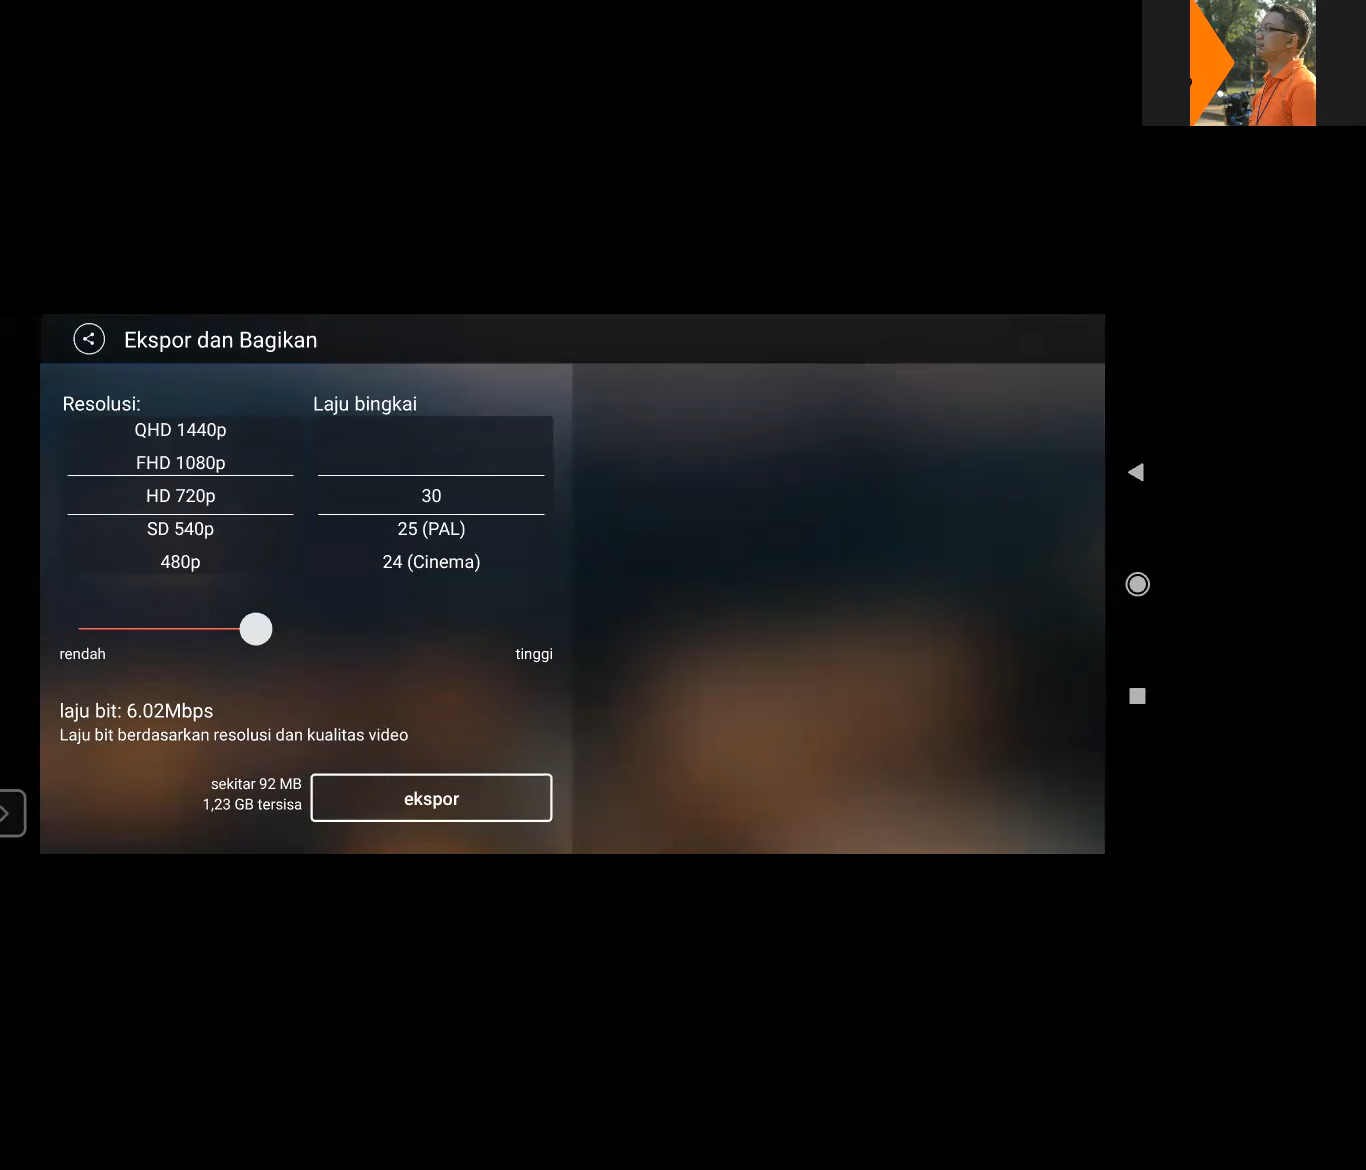 Ekspor dan Bagikan
Resolusi:
QHD 1440p
FHD 1080p
HD 720p
SD 540p
480p
Laju bingkai
30
25 (PAL)
24 (Cinema)
rendah
tinggi
laju bit: 6.02Mbps
Laju bit berdasarkan resolusi dan kualitas video
sekitar 92 MB
1,23 GB tersisa
ekspor